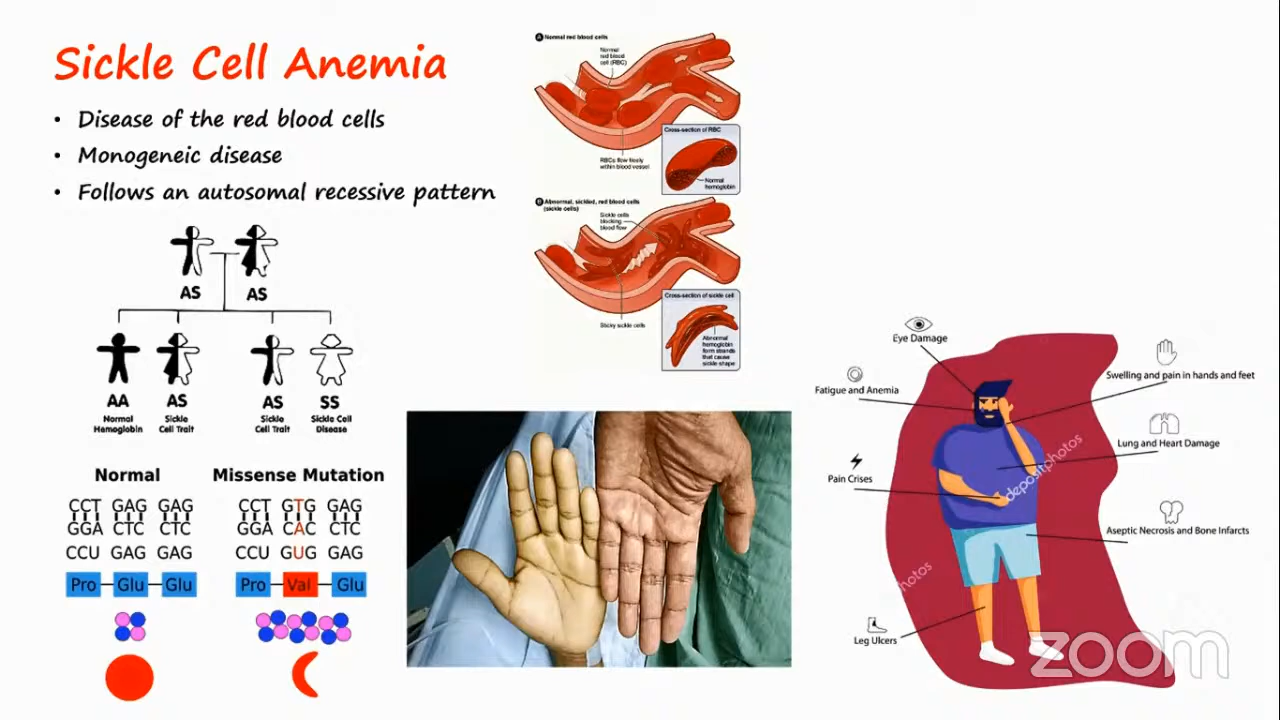 Sickle Cell Anemia
• Disease of the red blood cells
• Monogeneic disease
• Follows an autosomal recessive pattern
AS AS
AA AS AS SS
Normal Hemoglobin
Sickle Cell Trait
Sickle Cell Trait
Sickle Cell Disease
Normal
CCT GAG GAG
GGA CTC CTC
CCU GAG GAG
Pro Glu Glu
Missense Mutation
CCT GTG GAG
GGA CAC CTC
CCU GUG GAG
Pro Val Glu
A Normal red blood cells
Normal
red blood
cell (RBC)
RBCs flow freely
within blood vessel
Cross-section of RBC
Normal
hemoglobin
B Abnormal, sickled, red blood cells
(sickle cells)
Sickle cells
blocking
blood flow
Sticky sickle cells
Cross-section of sickle cell
Abnormal
hemoglobin
form strands
that cause
sickle shape
Eye Damage
Fatigue and Anemia
Swelling and pain in hands and feet
Lung and Heart Damage
Pain Crises
Aseptic Necrosis and Bone Infarcts
Leg Ulcers
depositphotos
photos
zoom